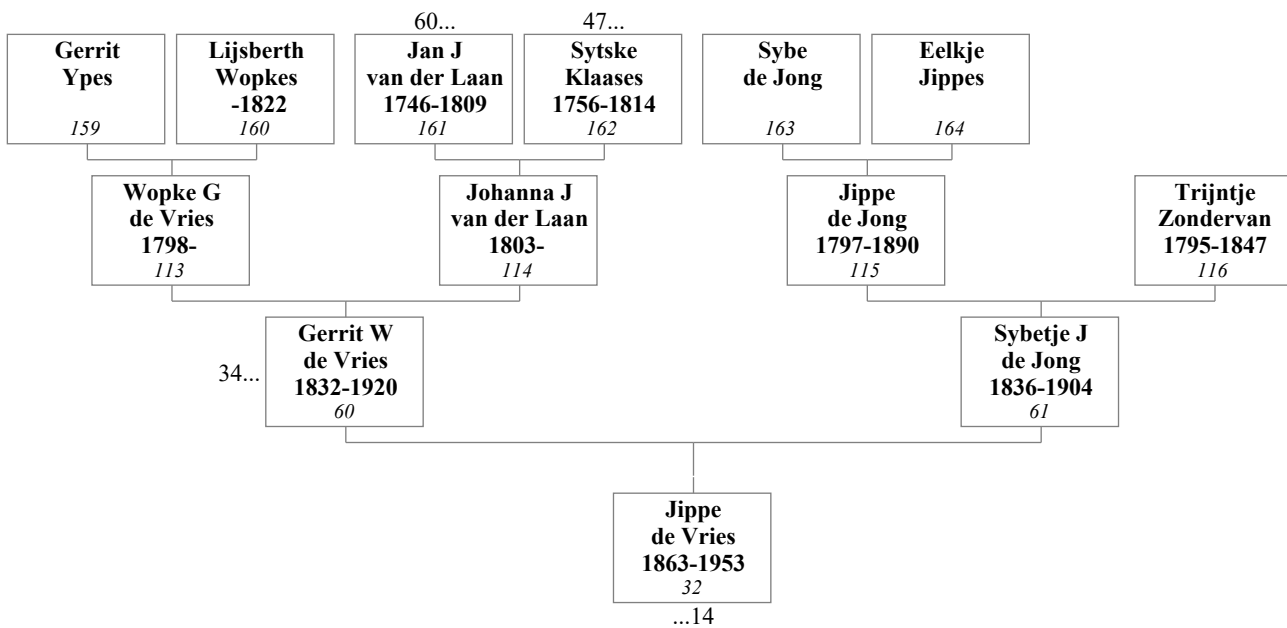 60...
47...
Gerrit
Ypes
159
Lijsberth
Wopkes
-1822
160
Jan J
van der Laan
1746-1809
161
Sytske
Klaases
1756-1814
162
Sybe
de Jong
163
Eelkje
Jippes
164
Wopke G
de Vries
1798-
113
Johanna J
van der Laan
1803-
114
Jippe
de Jong
1797-1890
115
Trijntje
Zondervan
1795-1847
116
34...
Gerrit W
de Vries
1832-1920
60
Sybetje J
de Jong
1836-1904
61
Jippe
de Vries
1863-1953
32
...14